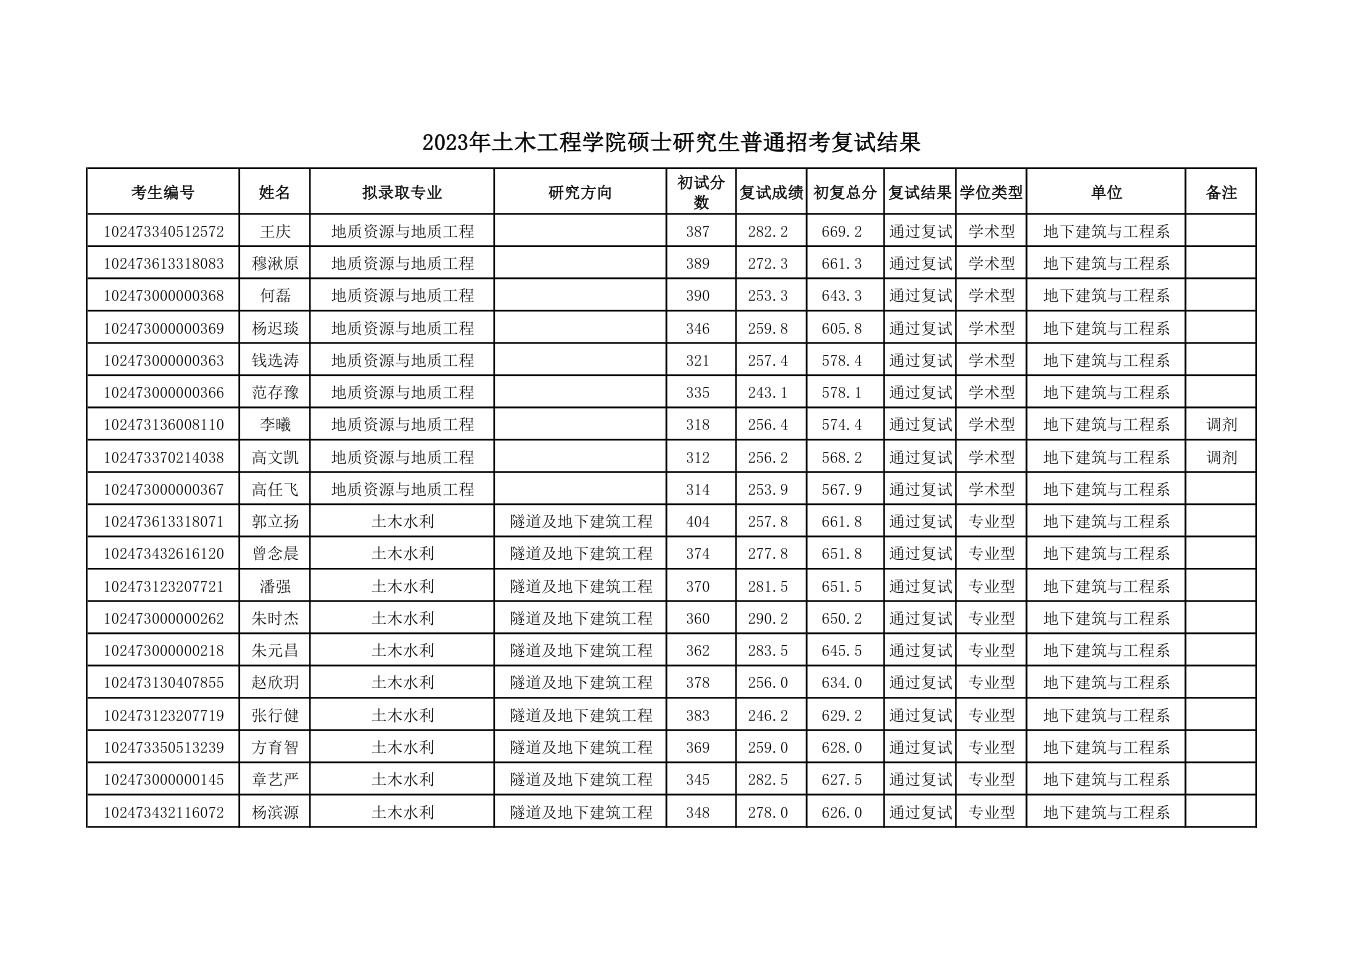 2023年土木工程学院硕士研究生普通招考复试结果
考生编号 姓名 拟录取专业 研究方向 初试分数 复试成绩 初复总分 复试结果 学位类型 单位 备注
102473340512572 王庆 地质资源与地质工程 387 282.2 669.2 通过复试 学术型 地下建筑与工程系
102473613318083 穆湫原 地质资源与地质工程 389 272.3 661.3 通过复试 学术型 地下建筑与工程系
102473000000368 何磊 地质资源与地质工程 390 253.3 643.3 通过复试 学术型 地下建筑与工程系
102473000000369 杨迟琰 地质资源与地质工程 346 259.8 605.8 通过复试 学术型 地下建筑与工程系
102473000000363 钱选涛 地质资源与地质工程 321 257.4 578.4 通过复试 学术型 地下建筑与工程系
102473000000366 范存豫 地质资源与地质工程 335 243.1 578.1 通过复试 学术型 地下建筑与工程系
102473136008110 李曦 地质资源与地质工程 318 256.4 574.4 通过复试 学术型 地下建筑与工程系 调剂
102473370214038 高文凯 地质资源与地质工程 312 256.2 568.2 通过复试 学术型 地下建筑与工程系 调剂
102473000000367 高任飞 地质资源与地质工程 314 253.9 567.9 通过复试 学术型 地下建筑与工程系
102473613318071 郭立扬 土木水利 隧道及地下建筑工程 404 257.8 661.8 通过复试 专业型 地下建筑与工程系
102473432616120 曾念晨 土木水利 隧道及地下建筑工程 374 277.8 651.8 通过复试 专业型 地下建筑与工程系
102473123207721 潘强 土木水利 隧道及地下建筑工程 370 281.5 651.5 通过复试 专业型 地下建筑与工程系
102473000000262 朱时杰 土木水利 隧道及地下建筑工程 360 290.2 650.2 通过复试 专业型 地下建筑与工程系
102473000000218 朱元昌 土木水利 隧道及地下建筑工程 362 283.5 645.5 通过复试 专业型 地下建筑与工程系
102473130407855 赵欣玥 土木水利 隧道及地下建筑工程 378 256.0 634.0 通过复试 专业型 地下建筑与工程系
102473123207719 张行健 土木水利 隧道及地下建筑工程 383 246.2 629.2 通过复试 专业型 地下建筑与工程系
102473350513239 方育智 土木水利 隧道及地下建筑工程 369 259.0 628.0 通过复试 专业型 地下建筑与工程系
102473000000145 章艺严 土木水利 隧道及地下建筑工程 345 282.5 627.5 通过复试 专业型 地下建筑与工程系
102473432116072 杨滨源 土木水利 隧道及地下建筑工程 348 278.0 626.0 通过复试 专业型 地下建筑与工程系